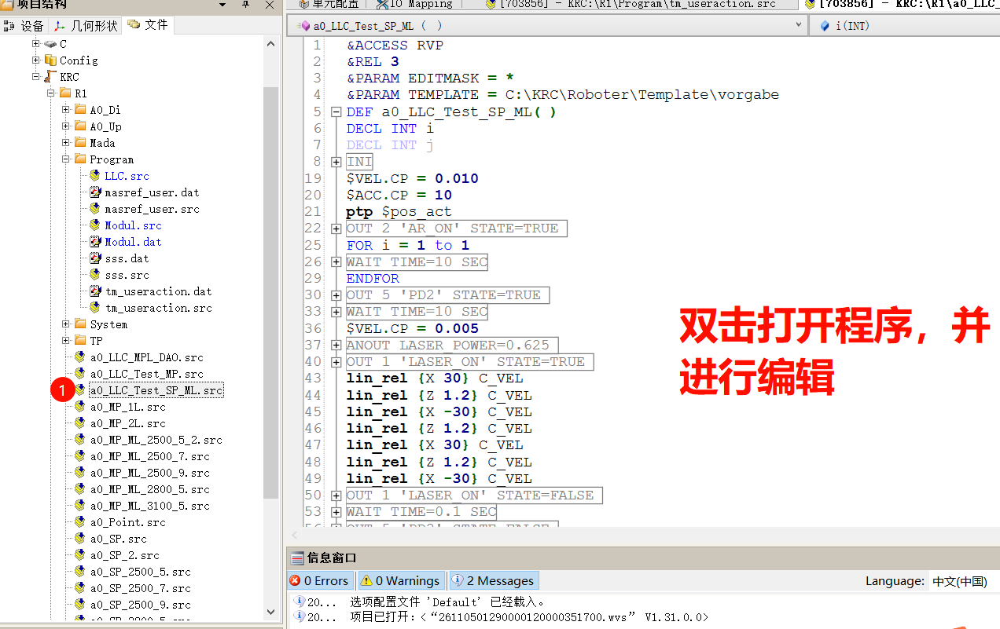 项目结构
设备 几何形状 文件
C
Config
KRC
R1
A0_Di
A0_Up
Mada
Program
LLC.src
masref_user.dat
masref_user.src
Modul.src
Modul.dat
sss.dat
sss.src
tm_useraction.dat
tm_useraction.src
System
TP
a0_LLC_MPL_DAO.src
a0_LLC_Test_MP.src
1 a0_LLC_Test_SP_ML.src
a0_MP_1L.src
a0_MP_2L.src
a0_MP_ML_2500_5_2.src
a0_MP_ML_2500_7.src
a0_MP_ML_2500_9.src
a0_MP_ML_2800_5.src
a0_MP_ML_3100_5.src
a0_Point.src
a0_SP.src
a0_SP_2.src
a0_SP_2500_5.src
a0_SP_2500_7.src
a0_SP_2500_9.src
单元配置 IO Mapping [703856] - KRC:\R1\Program\tm_useraction.src [703856] - KRC:\R1\a0_LLC_
a0_LLC_Test_SP_ML ( ) i(INT)
1 &ACCESS RVP
2 &REL 3
3 &PARAM EDITMASK = *
4 &PARAM TEMPLATE = C:\KRC\Roboter\Template\vorgabe
5 DEF a0_LLC_Test_SP_ML( )
6 DECL INT i
7 DECL INT j
8 INI
19 $VEL.CP = 0.010
20 $ACC.CP = 10
21 ptp $pos_act
22 OUT 2 'AR_ON' STATE=TRUE
25 FOR i = 1 to 1
26 WAIT TIME=10 SEC
29 ENDFOR
30 OUT 5 'PD2' STATE=TRUE
33 WAIT TIME=10 SEC
36 $VEL.CP = 0.005
37 ANOUT LASER_POWER=0.625
40 OUT 1 'LASER_ON' STATE=TRUE
43 lin_rel {X 30} C_VEL
44 lin_rel {Z 1.2} C_VEL
45 lin_rel {X -30} C_VEL
46 lin_rel {Z 1.2} C_VEL
47 lin_rel {X 30} C_VEL
48 lin_rel {Z 1.2} C_VEL
49 lin_rel {X -30} C_VEL
50 OUT 1 'LASER_ON' STATE=FALSE
53 WAIT TIME=0.1 SEC
56 OUT 5 'PD2' STATE=FALSE
双击打开程序，并
进行编辑
信息窗口
0 Errors 0 Warnings 2 Messages Language: 中文(中国)
20... 选项配置文件 'Default' 已经载入。
20... 项目已打开：<“26110501290000120000351700.wvs” V1.31.0.0>